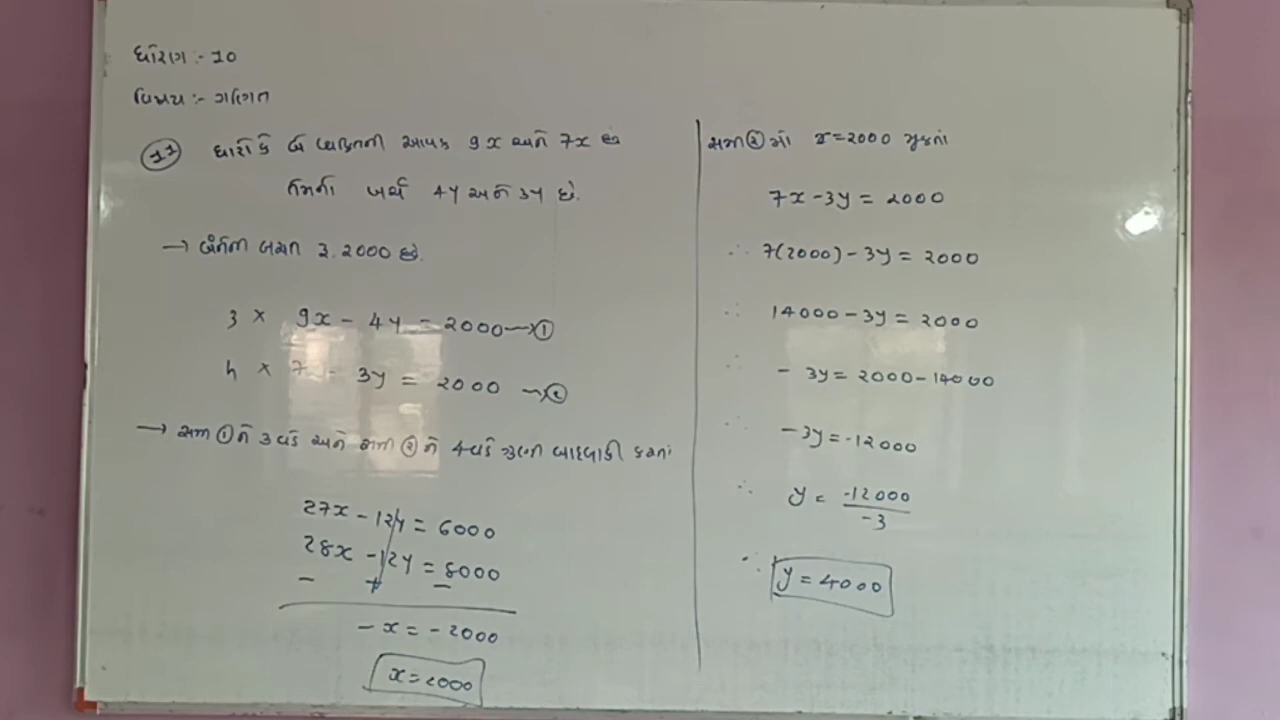 ધોરણ :- 10
વિષય :- ગણિત
11 ધારો કે બે વ્યક્તિની આવક 9x અને 7x છે
તેમના ખર્ચ 4y અને 3y છે.
→ બંનેની બચત રૂ. 2000 છે.
3 × 9x - 4y = 2000 → ①
4 × 7 - 3y = 2000 → ②
→ સમી ① ને 3 વડે અને સમી ② ને 4 વડે ગુણી બાદબાકી કરતાં
27x - 12y = 6000
28x - 12y = 8000
- + -
- x = - 2000
x = 2000
સમી ② માં x = 2000 મુકતાં
7x - 3y = 2000
∴ 7(2000) - 3y = 2000
∴ 14000 - 3y = 2000
∴ - 3y = 2000 - 14000
∴ - 3y = -12000
∴ y = -12000
-3
∴ y = 4000